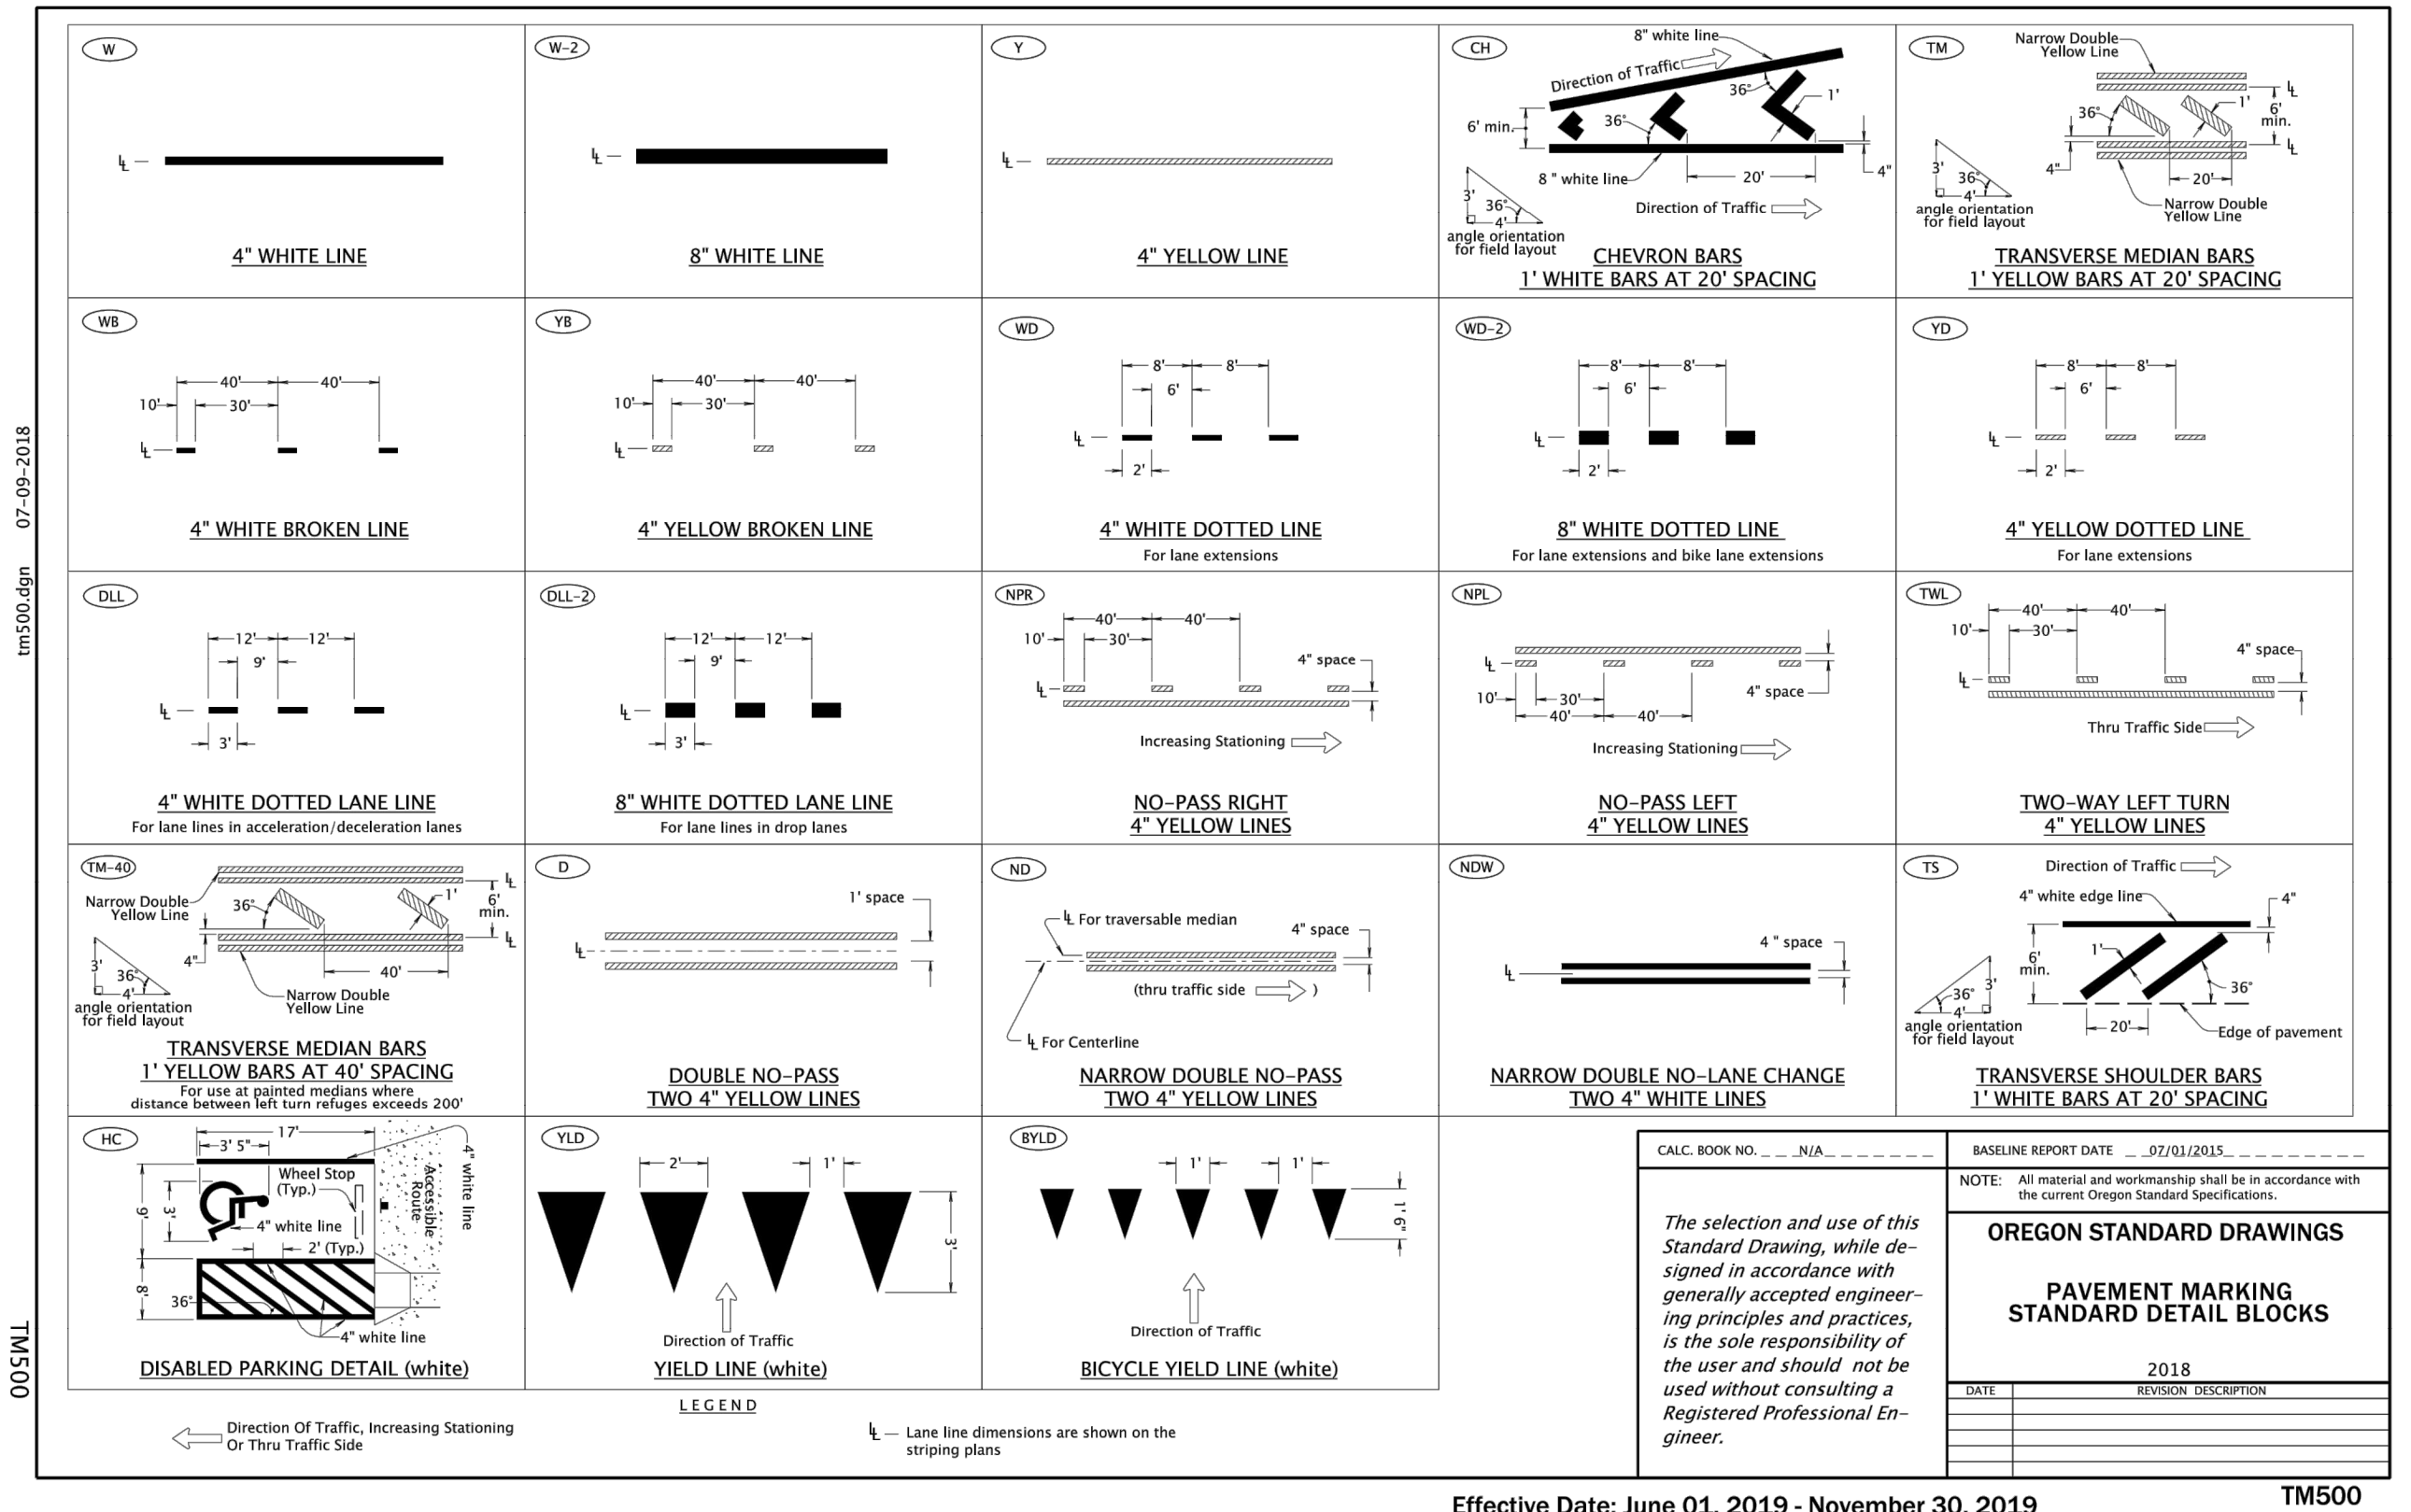 W
4" WHITE LINE
W-2
8" WHITE LINE
Y
4" YELLOW LINE
CH
8" white line
Direction of Traffic
36°
1'
6' min.
36°
8 " white line
20'
4"
3'
36°
4'
Direction of Traffic
angle orientation
for field layout
CHEVRON BARS
1' WHITE BARS AT 20' SPACING
TM
Narrow Double
Yellow Line
36°
1'
6'
min.
4"
20'
3'
36°
4'
Narrow Double
Yellow Line
angle orientation
for field layout
TRANSVERSE MEDIAN BARS
1' YELLOW BARS AT 20' SPACING
WB
40' 40'
10' 30'
4" WHITE BROKEN LINE
YB
40' 40'
10' 30'
4" YELLOW BROKEN LINE
WD
8' 8'
6'
2'
4" WHITE DOTTED LINE
For lane extensions
WD-2
8' 8'
6'
2'
8" WHITE DOTTED LINE
For lane extensions and bike lane extensions
YD
8' 8'
6'
2'
4" YELLOW DOTTED LINE
For lane extensions
DLL
12' 12'
9'
3'
4" WHITE DOTTED LANE LINE
For lane lines in acceleration/deceleration lanes
DLL-2
12' 12'
9'
3'
8" WHITE DOTTED LANE LINE
For lane lines in drop lanes
NPR
40' 40'
10' 30'
4" space
Increasing Stationing
NO-PASS RIGHT
4" YELLOW LINES
NPL
4" space
10' 30'
40' 40'
Increasing Stationing
NO-PASS LEFT
4" YELLOW LINES
TWL
40' 40'
10' 30'
4" space
Thru Traffic Side
TWO-WAY LEFT TURN
4" YELLOW LINES
TM-40
Narrow Double
Yellow Line
36°
1'
6'
min.
4"
40'
3'
36°
4'
Narrow Double
Yellow Line
angle orientation
for field layout
TRANSVERSE MEDIAN BARS
1' YELLOW BARS AT 40' SPACING
For use at painted medians where
distance between left turn refuges exceeds 200'
D
1' space
DOUBLE NO-PASS
TWO 4" YELLOW LINES
ND
For traversable median
4" space
(thru traffic side )
For Centerline
NARROW DOUBLE NO-PASS
TWO 4" YELLOW LINES
NDW
4 " space
NARROW DOUBLE NO-LANE CHANGE
TWO 4" WHITE LINES
TS
Direction of Traffic
4" white edge line
4"
1'
6'
min.
36°
36°
3'
4'
20'
Edge of pavement
angle orientation
for field layout
TRANSVERSE SHOULDER BARS
1' WHITE BARS AT 20' SPACING
HC
17'
3' 5"
Wheel Stop
(Typ.)
Accessible
Route
4" white line
9'
3'
4" white line
2' (Typ.)
8'
36°
4" white line
DISABLED PARKING DETAIL (white)
YLD
2' 1'
3'
Direction of Traffic
YIELD LINE (white)
BYLD
1' 1'
1' 6"
Direction of Traffic
BICYCLE YIELD LINE (white)
LEGEND
Direction Of Traffic, Increasing Stationing
Or Thru Traffic Side
Lane line dimensions are shown on the
striping plans
CALC. BOOK NO. N/A
BASELINE REPORT DATE 07/01/2015
NOTE: All material and workmanship shall be in accordance with
the current Oregon Standard Specifications.
The selection and use of this
Standard Drawing, while de-
signed in accordance with
generally accepted engineer-
ing principles and practices,
is the sole responsibility of
the user and should not be
used without consulting a
Registered Professional En-
gineer.
OREGON STANDARD DRAWINGS
PAVEMENT MARKING
STANDARD DETAIL BLOCKS
2018
DATE REVISION DESCRIPTION
tm500.dgn 07-09-2018
TM500
Effective Date: June 01, 2019 - November 30, 2019
TM500